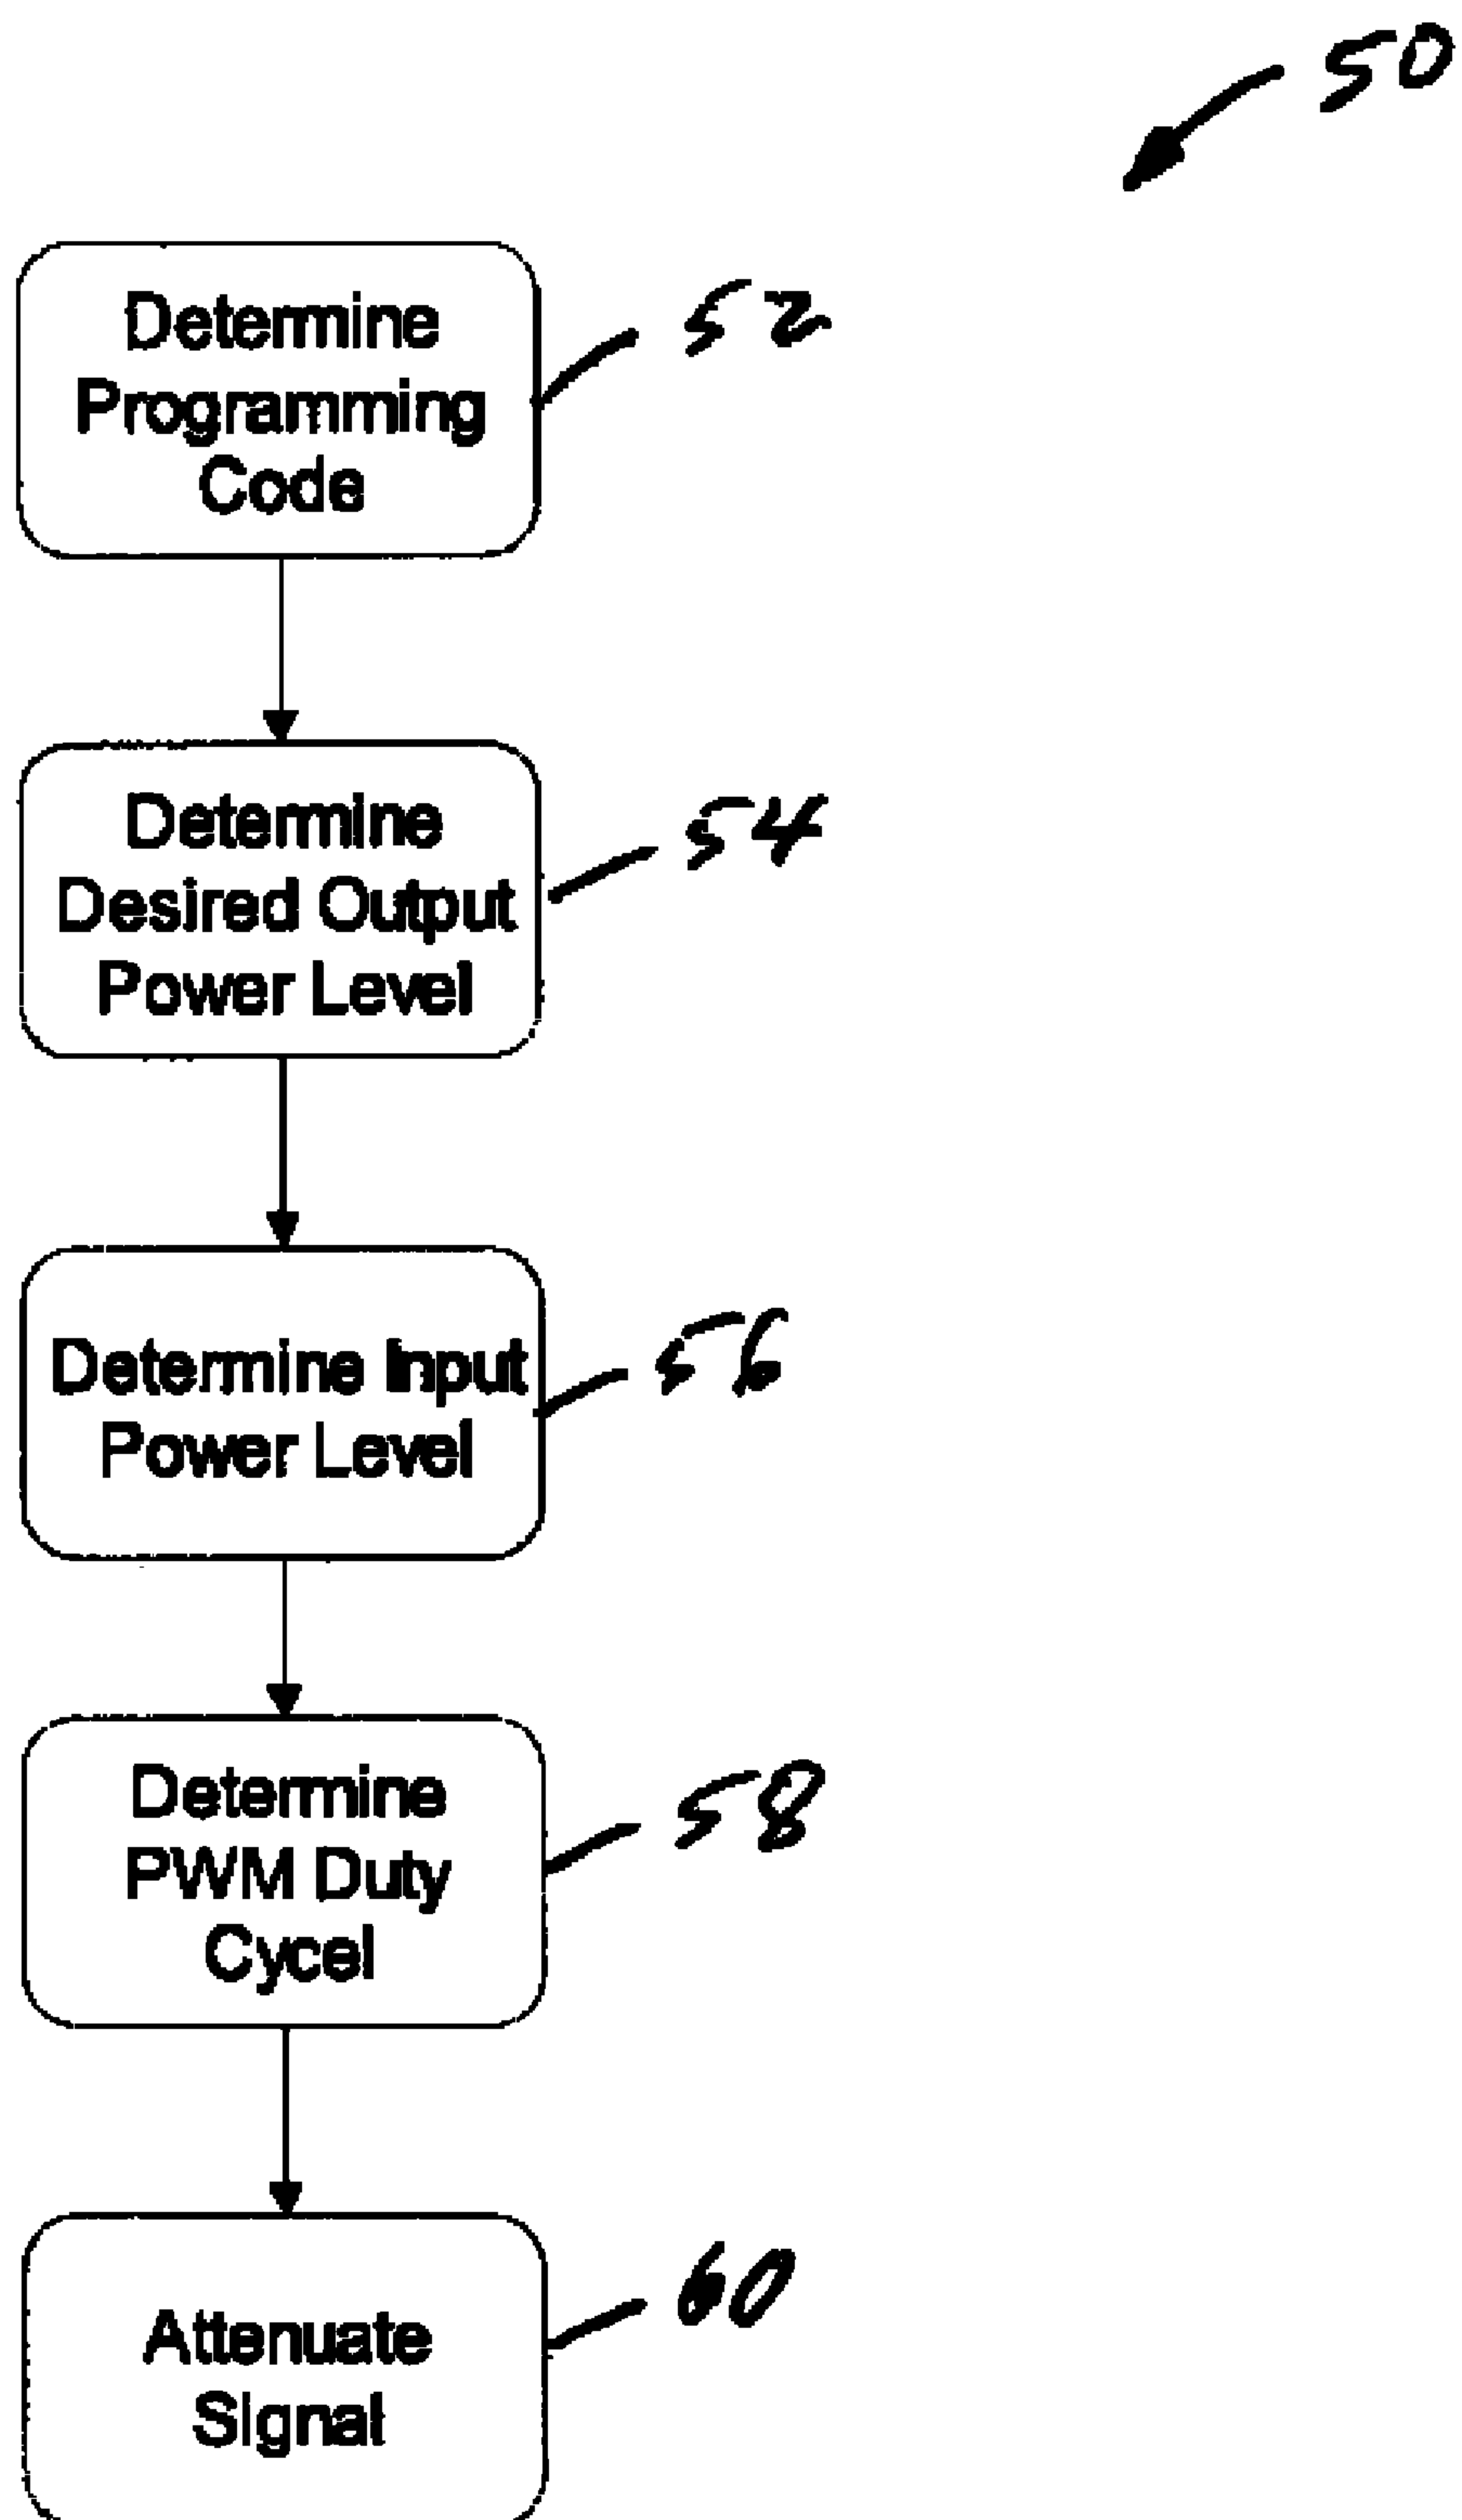 50
Determine
Programming
Code
52
Determine
Desired Output
Power Level
54
Determine Input
Power Level
56
Determine
PWM Duty
Cycel
58
Attenuate
Signal
60